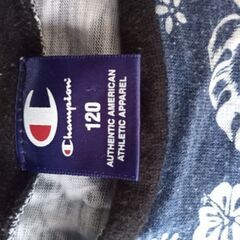 Champion
120
AUTHENTIC AMERICAN
ATHLETIC APPAREL